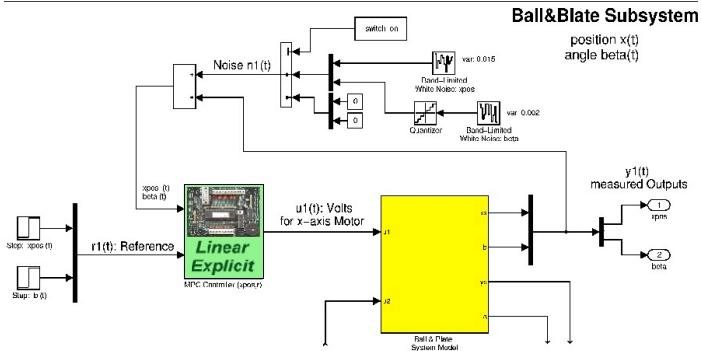 Ball&Blate Subsystem
position x(t)
angle beta(t)
switch on
Noise n1(t)
var: 0.015
Band-Limited
White Noise: xpos
0
0
Quantizer
var 0.002
Band-Limited
White Noise: beta
y1(t)
measured Outputs
xpos (t)
beta (t)
u1(t): Volts
for x-axis Motor
1
xpos
Step: xpos (t)
r1(t): Reference
Linear
Explicit
MPC Controller (xpos,r)
u1
b
2
beta
Step: b (t)
u2
Ball & Plate
System Model